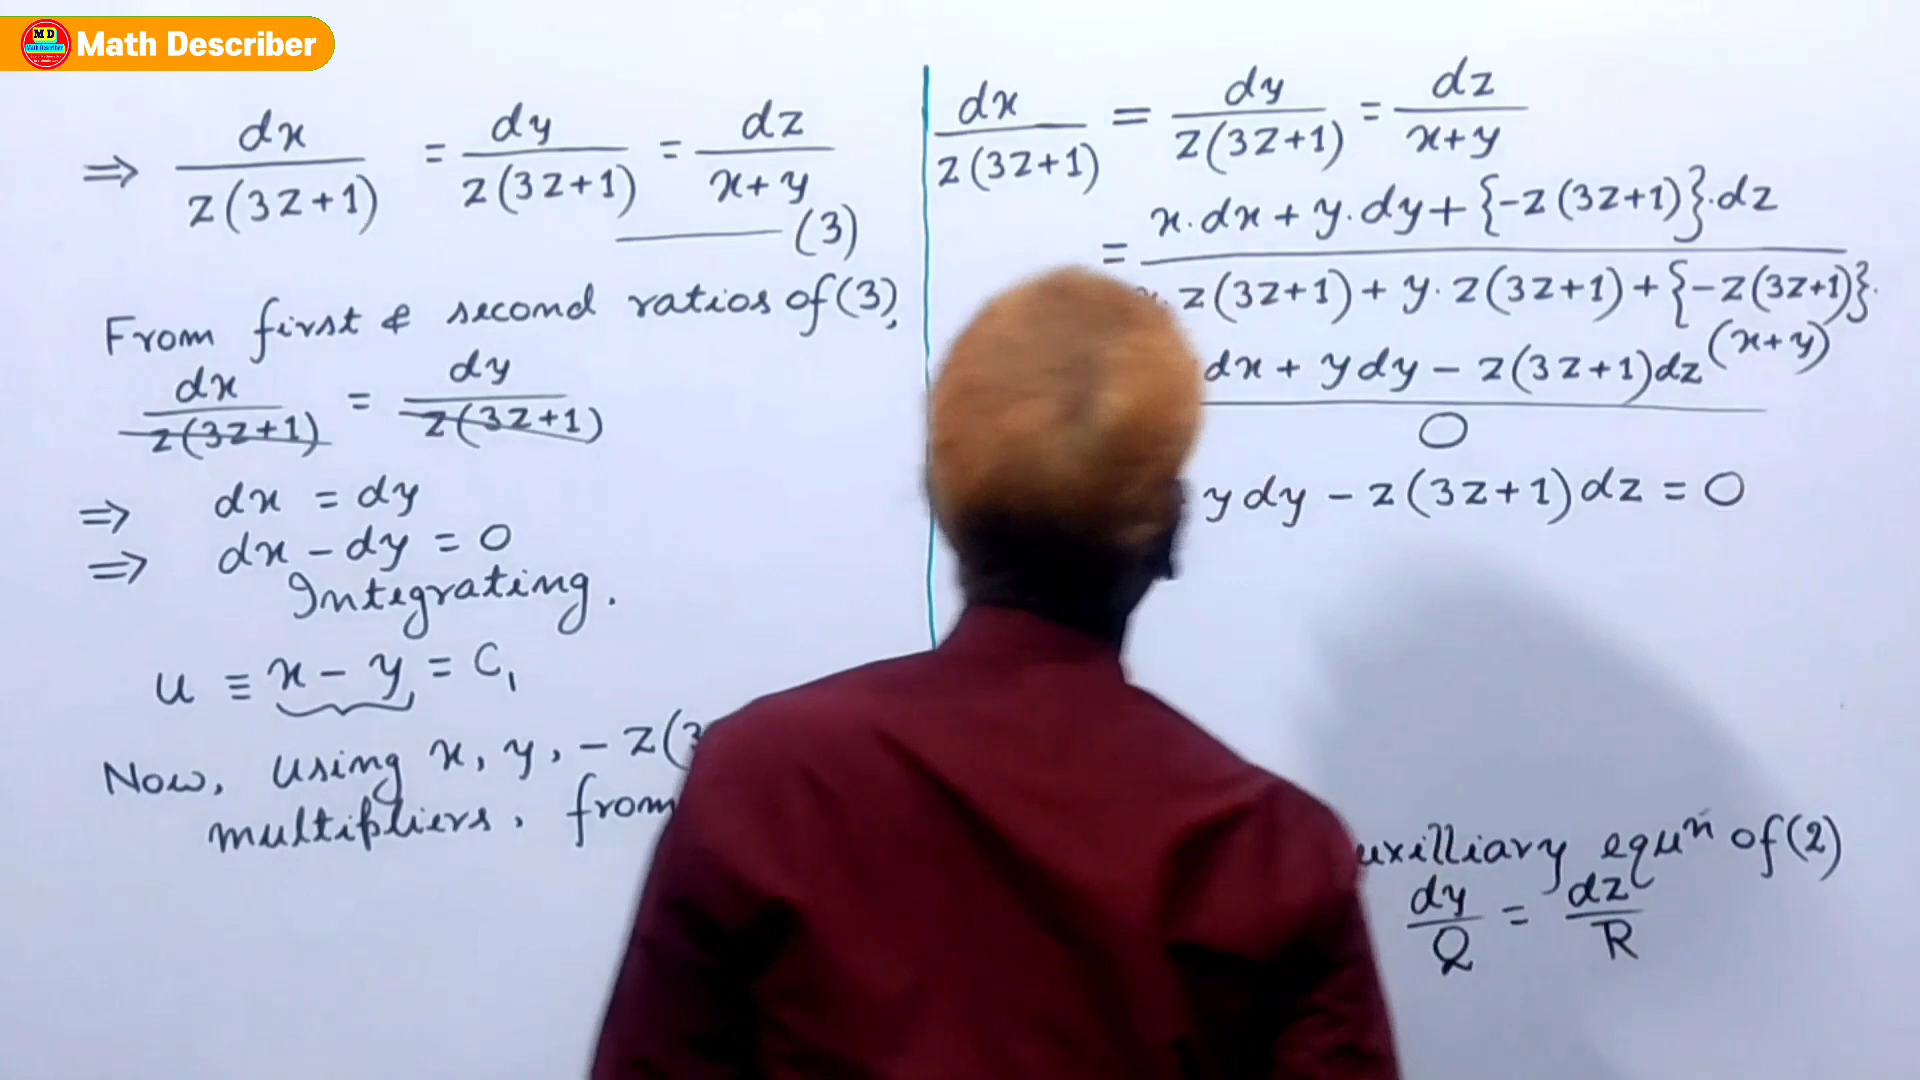 MD
Math Describer
⇒ dx/z(3z+1) = dy/z(3z+1) = dz/x+y
——— (3)
From first & second ratios of (3),
dx/z(3z+1) = dy/z(3z+1)
⇒ dx = dy
⇒ dx - dy = 0
Integrating.
u ≡ x - y = C₁
Now, using x, y, - z(3
multipliers, from
dx/z(3z+1) = dy/z(3z+1) = dz/x+y
= x.dx + y.dy + {-z(3z+1)}.dz
z(3z+1) + y.z(3z+1) + {-z(3z+1)}.
(x+y)
dx + ydy - z(3z+1)dz
0
ydy - z(3z+1)dz = 0
uxilliary equⁿ of (2)
dy/Q = dz/R